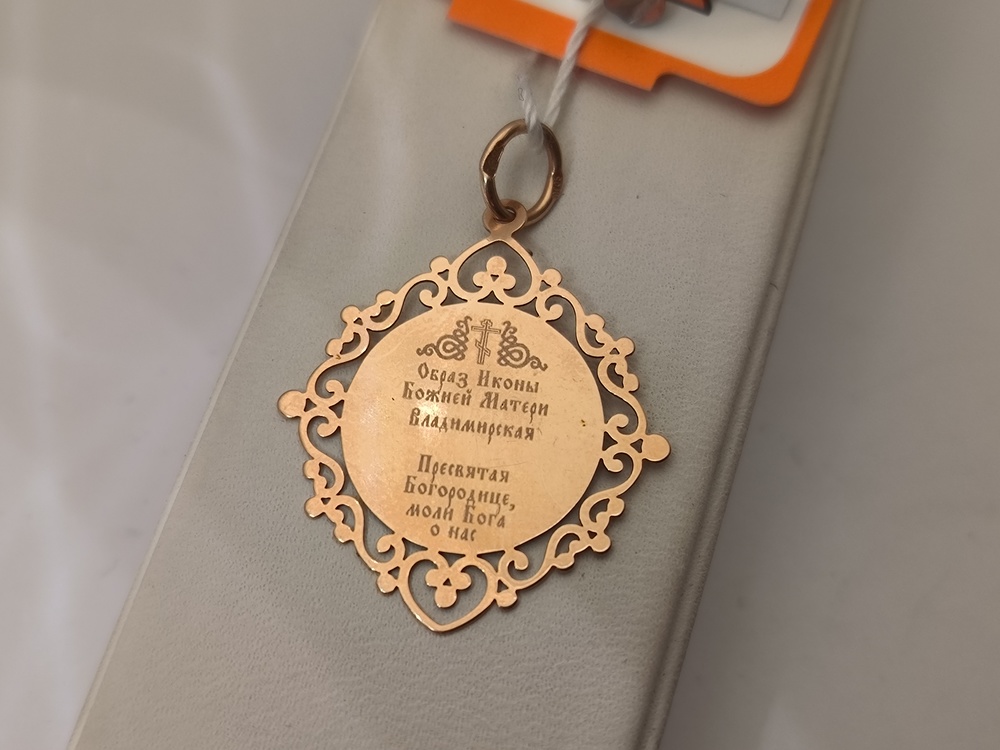 Образ Иконы
Божией Матери
Владимирская
Пресвятая
Богородице,
моли Бога
о нас